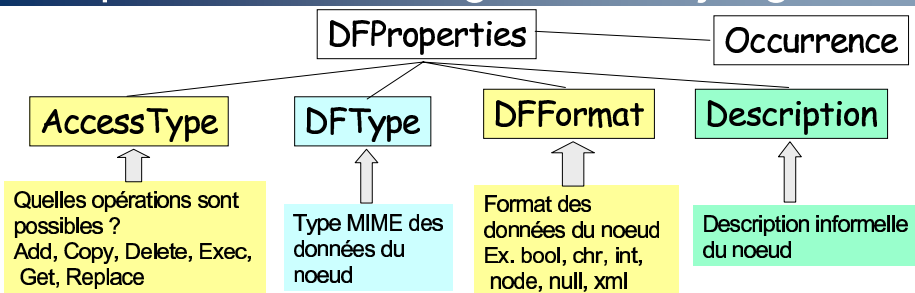 DFProperties
Occurrence
AccessType
DFType
DFFormat
Description
Quelles opérations sont
possibles ?
Add, Copy, Delete, Exec,
Get, Replace
Type MIME des
données du
noeud
Format des
données du noeud
Ex. bool, chr, int,
node, null, xml
Description informelle
du noeud